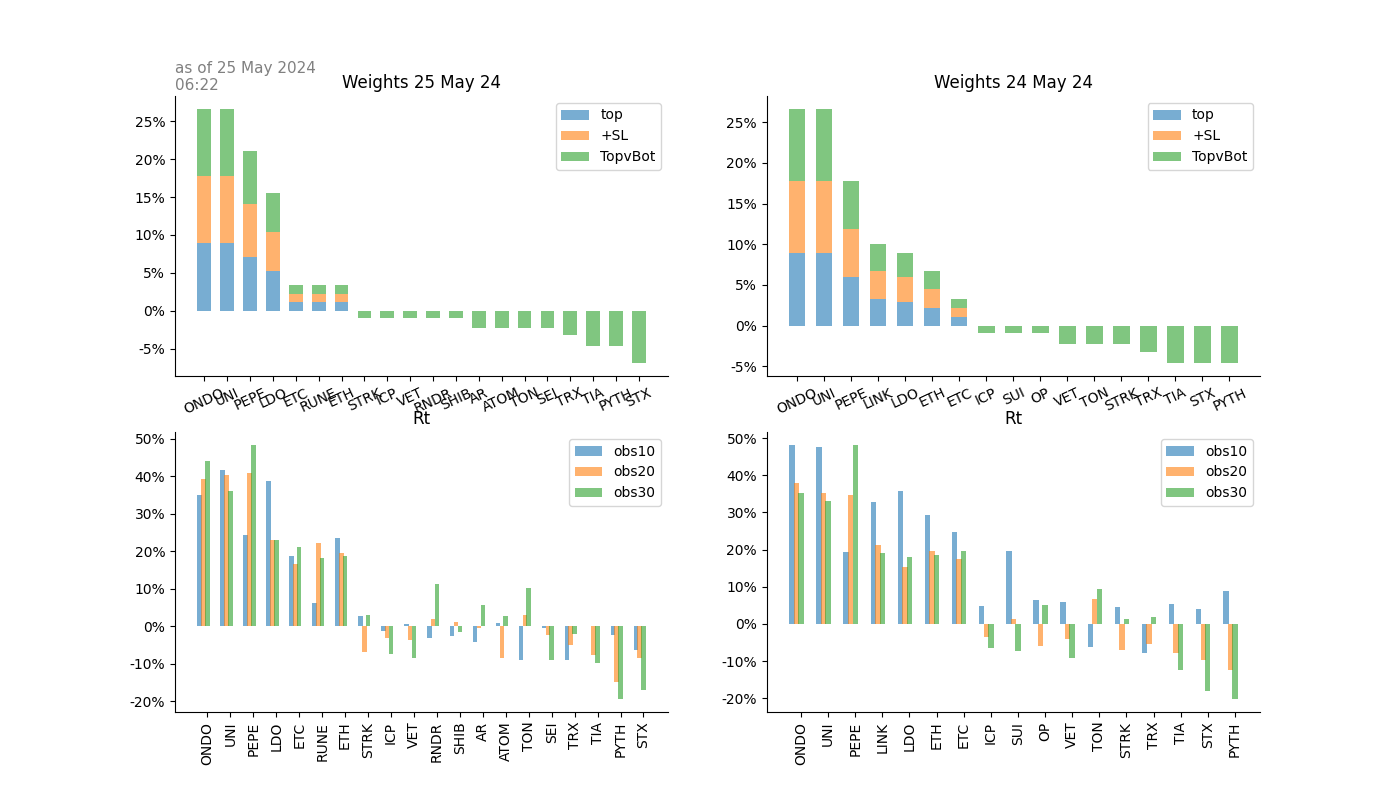 as of 25 May 2024
06:22
Weights 25 May 24
25%
20%
15%
10%
5%
0%
-5%
top
+SL
TopvBot
ONDO UNI PEPE LDO ETC RUNE ETH STRK ICP VET RNDR SHIB AR ATOM TON SEI TRX TIA PYTH STX
Weights 24 May 24
25%
20%
15%
10%
5%
0%
-5%
top
+SL
TopvBot
ONDO UNI PEPE LINK LDO ETH ETC ICP SUI OP VET TON STRK TRX TIA STX PYTH
Rt
50%
40%
30%
20%
10%
0%
-10%
-20%
obs10
obs20
obs30
ONDO UNI PEPE LDO ETC RUNE ETH STRK ICP VET RNDR SHIB AR ATOM TON SEI TRX TIA PYTH STX
Rt
50%
40%
30%
20%
10%
0%
-10%
-20%
obs10
obs20
obs30
ONDO UNI PEPE LINK LDO ETH ETC ICP SUI OP VET TON STRK TRX TIA STX PYTH